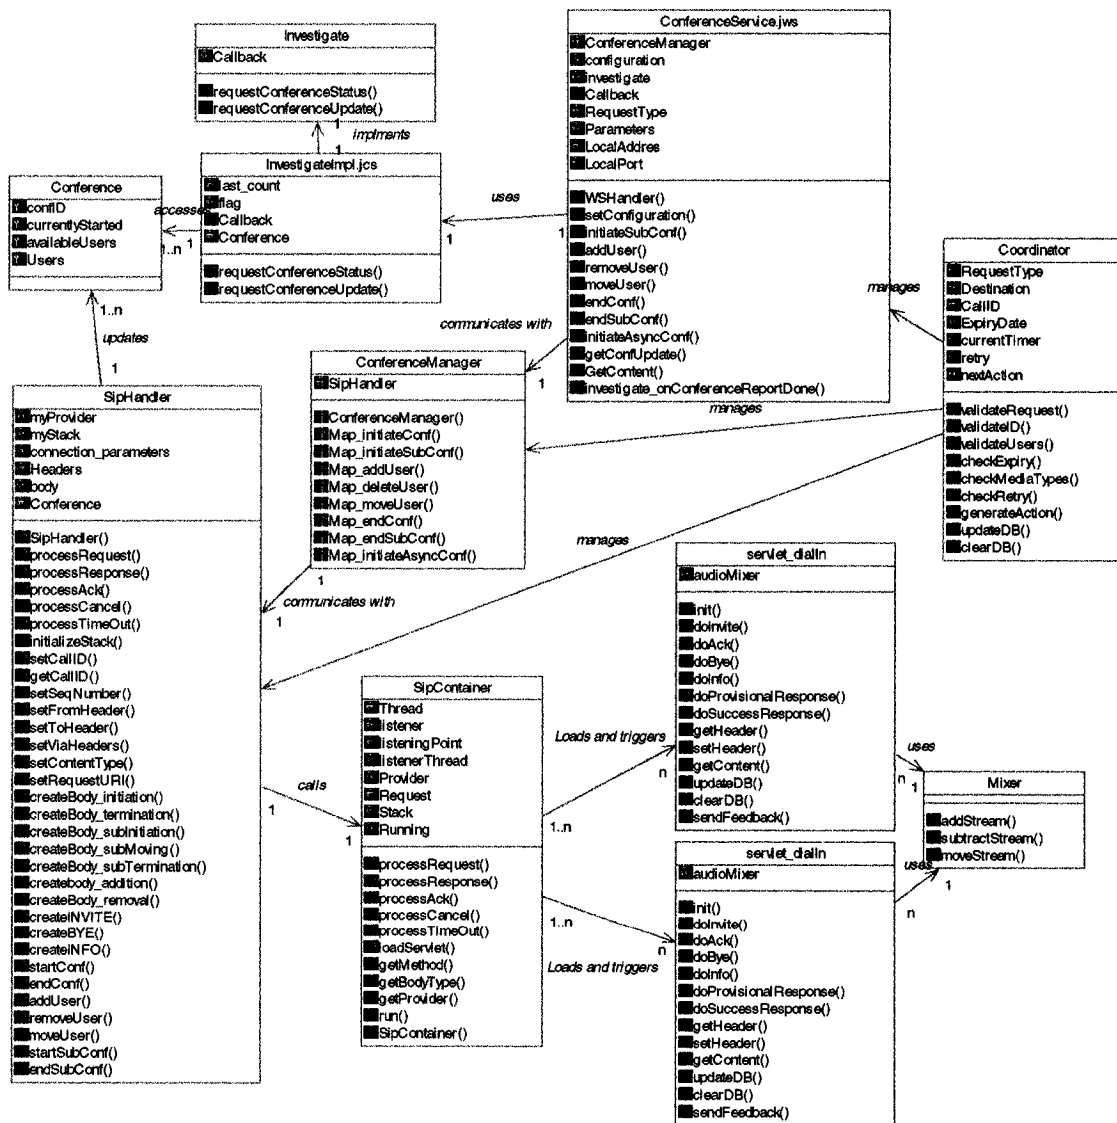 Investigate
Callback
requestConferenceStatus()
requestConferenceUpdate()
1
implments
1
InvestigateImpl.jcs
last_count
flag
Callback
Conference
requestConferenceStatus()
requestConferenceUpdate()
Conference
confID
currentlyStarted
availableUsers
Users
accesses
1..n
1
uses
1
1
ConferenceService.jws
ConferenceManager
configuration
investigate
Callback
RequestType
Parameters
LocalAddres
LocalPort
WSHandler()
setConfiguration()
initiateSubConf()
addUser()
removeUser()
moveUser()
endConf()
endSubConf()
initiateAsyncConf()
getConfUpdate()
GetContent()
investigate_onConferenceReportDone()
Coordinator
RequestType
Destination
CallID
ExpiryDate
currentTimer
retry
nextAction
validateRequest()
validateID()
validateUsers()
checkExpiry()
checkMediaTypes()
checkRetry()
generateAction()
updateDB()
clearDB()
manages
manages
manages
communicates with
1
ConferenceManager
SipHandler
ConferenceManager()
Map_initiateConf()
Map_initiateSubConf()
Map_addUser()
Map_deleteUser()
Map_moveUser()
Map_endConf()
Map_endSubConf()
Map_initiateAsyncConf()
1
communicates with
1
1..n
updates
1
SipHandler
myProvider
myStack
connection_parameters
Headers
body
Conference
SipHandler()
processRequest()
processResponse()
processAck()
processCancel()
processTimeOut()
initializeStack()
setCallID()
getCallID()
setSeqNumber()
setFromHeader()
setToHeader()
setViaHeaders()
setContentType()
setRequestURI()
createBody_initiation()
createBody_termination()
createBody_subInitiation()
createBody_subMoving()
createBody_subTermination()
createbody_addition()
createBody_removal()
createINVITE()
createBYE()
createINFO()
startConf()
endConf()
addUser()
removeUser()
moveUser()
startSubConf()
endSubConf()
calls
1
1
SipContainer
Thread
listener
listeningPoint
listenerThread
Provider
Request
Stack
Running
processRequest()
processResponse()
processAck()
processCancel()
processTimeOut()
loadServlet()
getMethod()
getBodyType()
getProvider()
run()
SipContainer()
Loads and triggers
n
1..n
1..n
n
Loads and triggers
servlet_dialIn
audioMixer
init()
doInvite()
doAck()
doBye()
doInfo()
doProvisionalResponse()
doSuccessResponse()
getHeader()
setHeader()
getContent()
updateDB()
clearDB()
sendFeedback()
uses
n
1
Mixer
addStream()
subtractStream()
moveStream()
servlet_dialIn
audioMixer
init()
doInvite()
doAck()
doBye()
doInfo()
doProvisionalResponse()
doSuccessResponse()
getHeader()
setHeader()
getContent()
updateDB()
clearDB()
sendFeedback()
uses
1
n